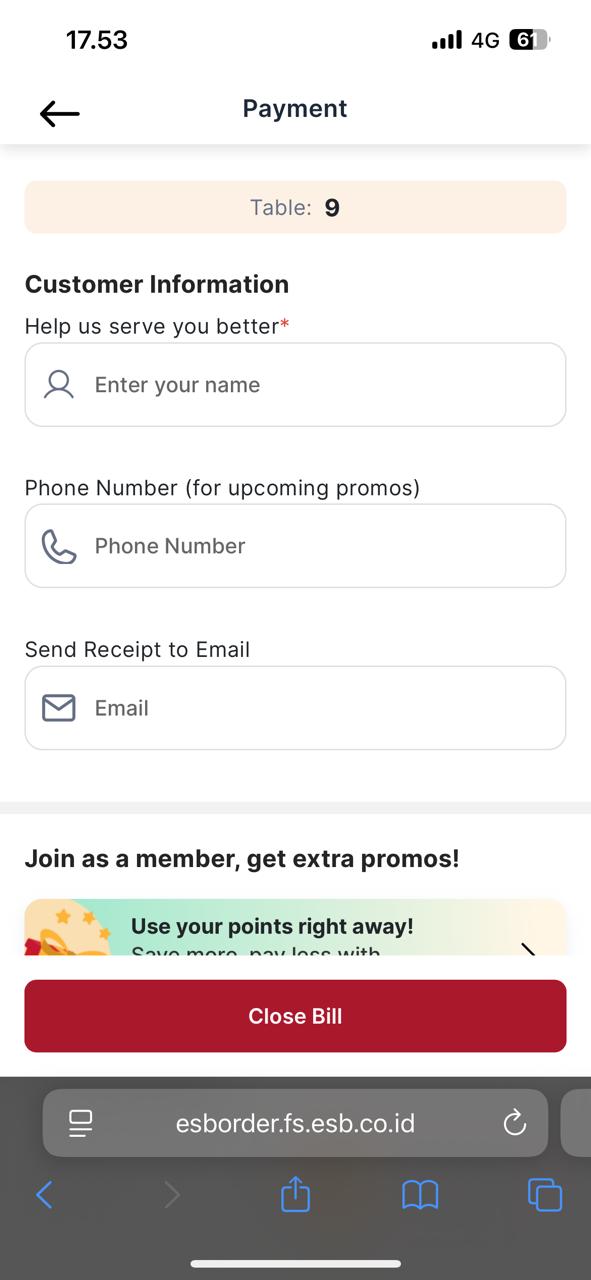 17.53
4G
61
Payment
Table: 9
Customer Information
Help us serve you better*
Enter your name
Phone Number (for upcoming promos)
Phone Number
Send Receipt to Email
Email
Join as a member, get extra promos!
Use your points right away!
Save more, pay less with
Close Bill
esborder.fs.esb.co.id